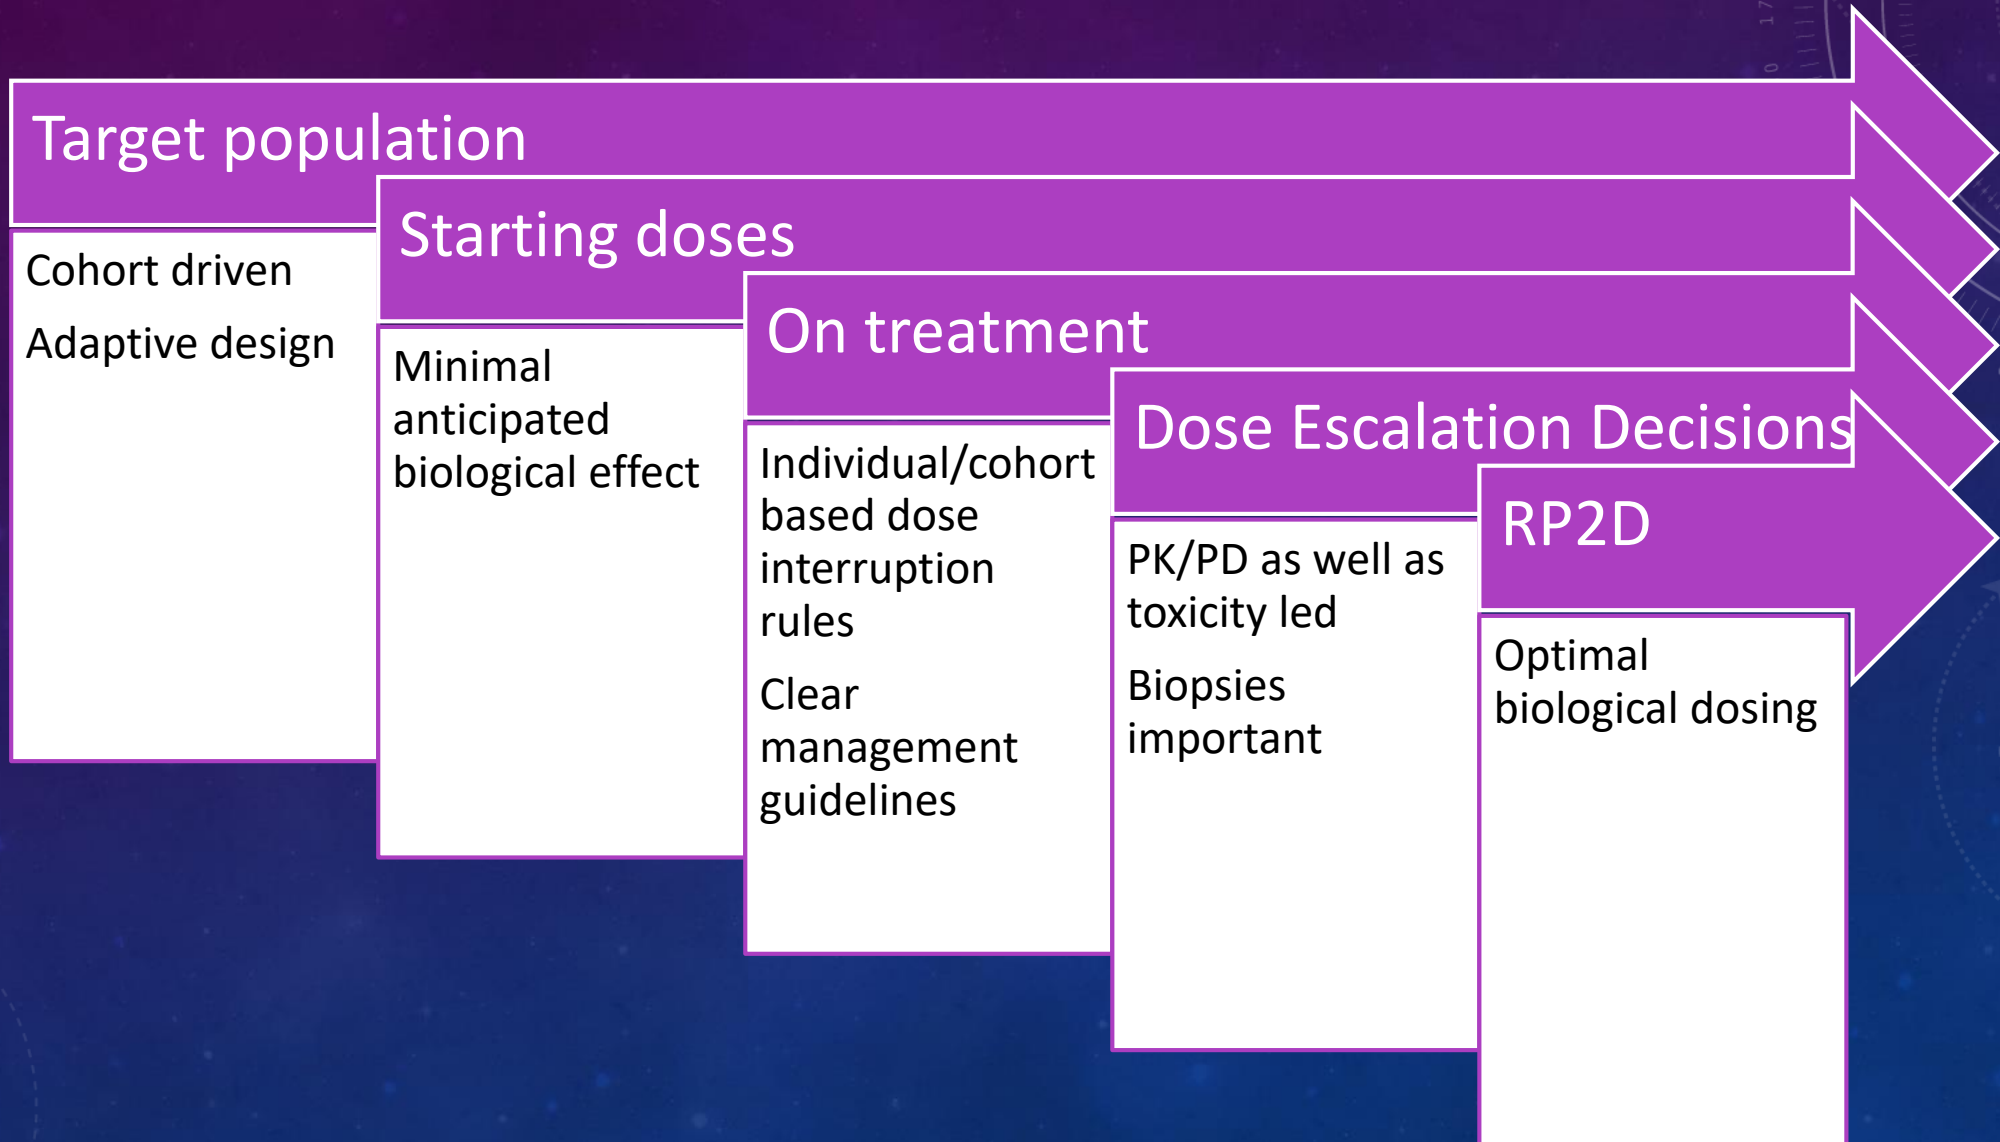 Target population
Cohort driven
Adaptive design
Starting doses
Minimal
anticipated
biological effect
On treatment
Individual/cohort
based dose
interruption
rules
Clear
management
guidelines
Dose Escalation Decisions
PK/PD as well as
toxicity led
Biopsies
important
RP2D
Optimal
biological dosing
0
17